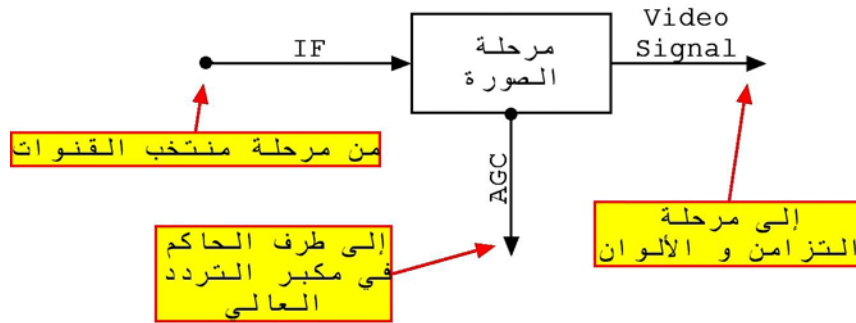 Video
Signal
IF
مرحلة
الصورة
من مرحلة منتخب القنوات
AGC
إلى مرحلة
التزامن و الألوان
إلى طرف الحاكم
في مكبر التردد
العالي